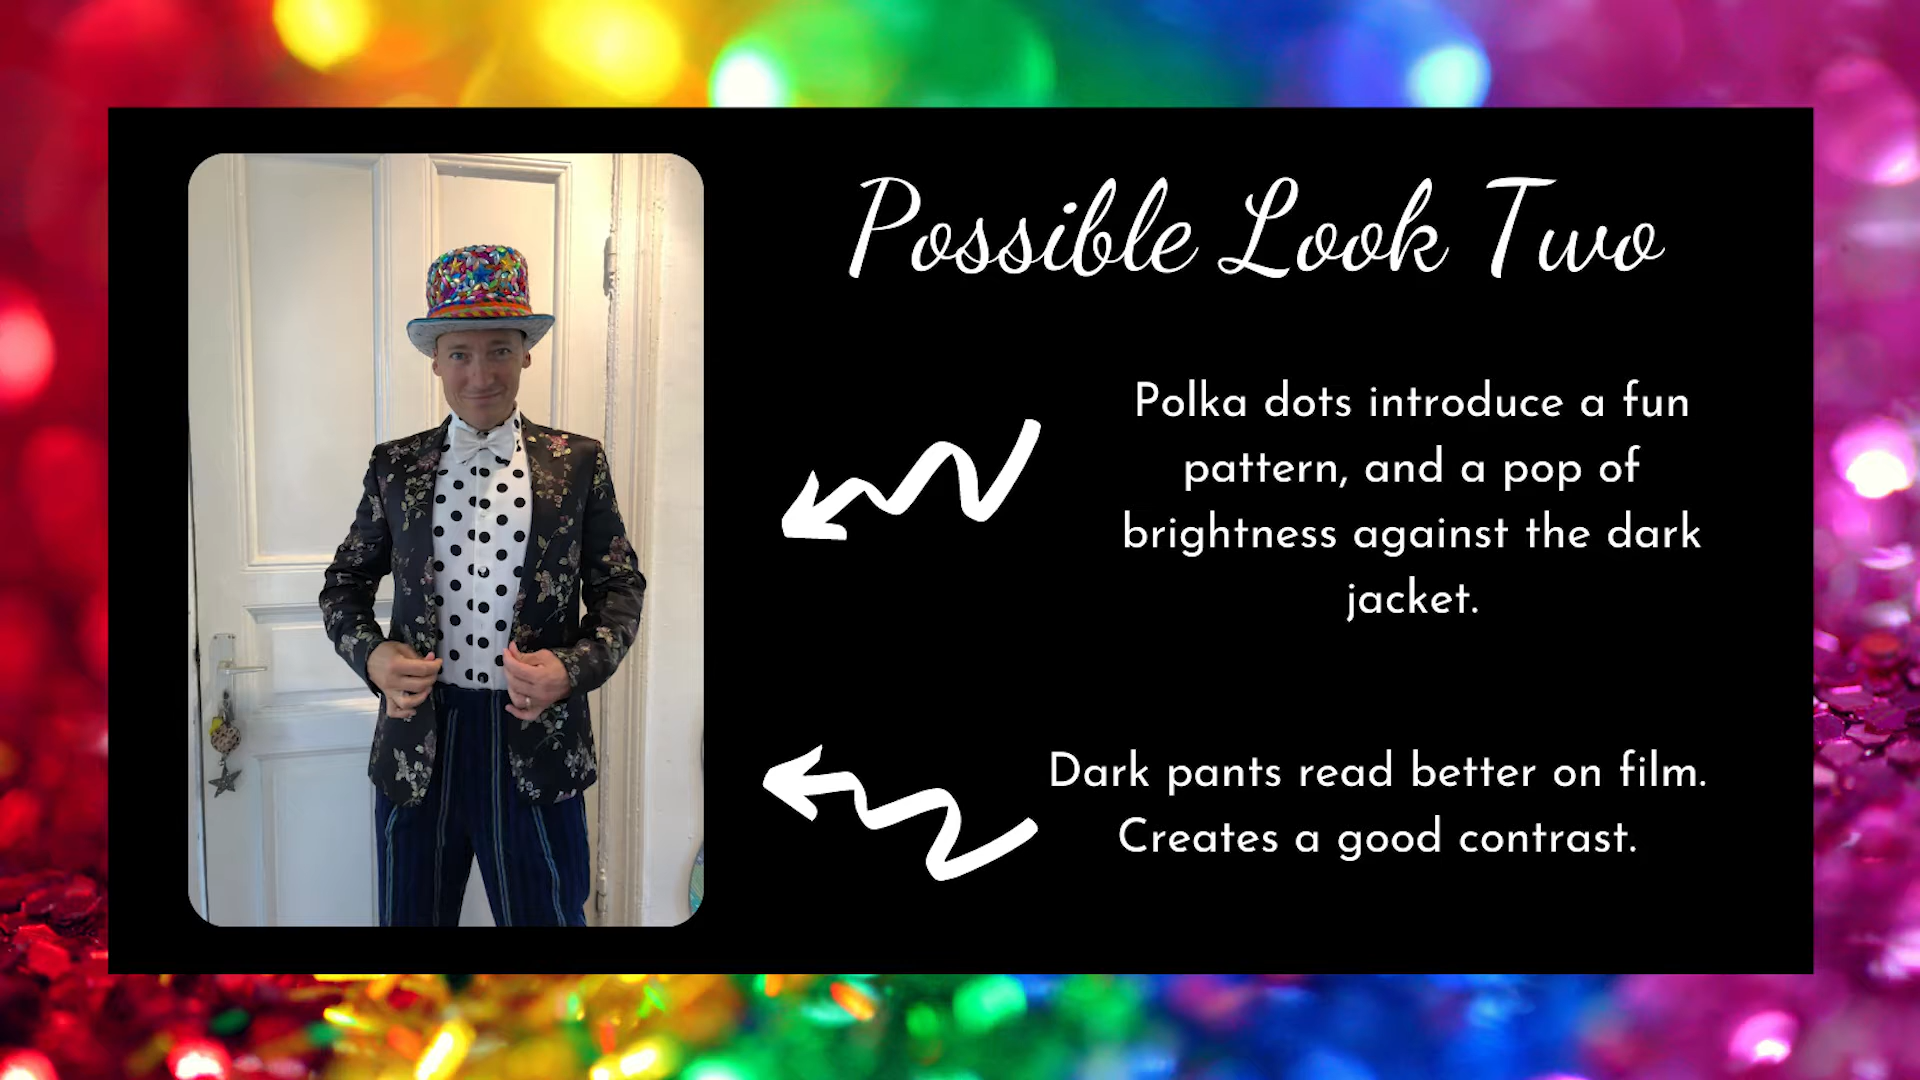 Possible Look Two
Polka dots introduce a fun
pattern, and a pop of
brightness against the dark
jacket.
Dark pants read better on film.
Creates a good contrast.